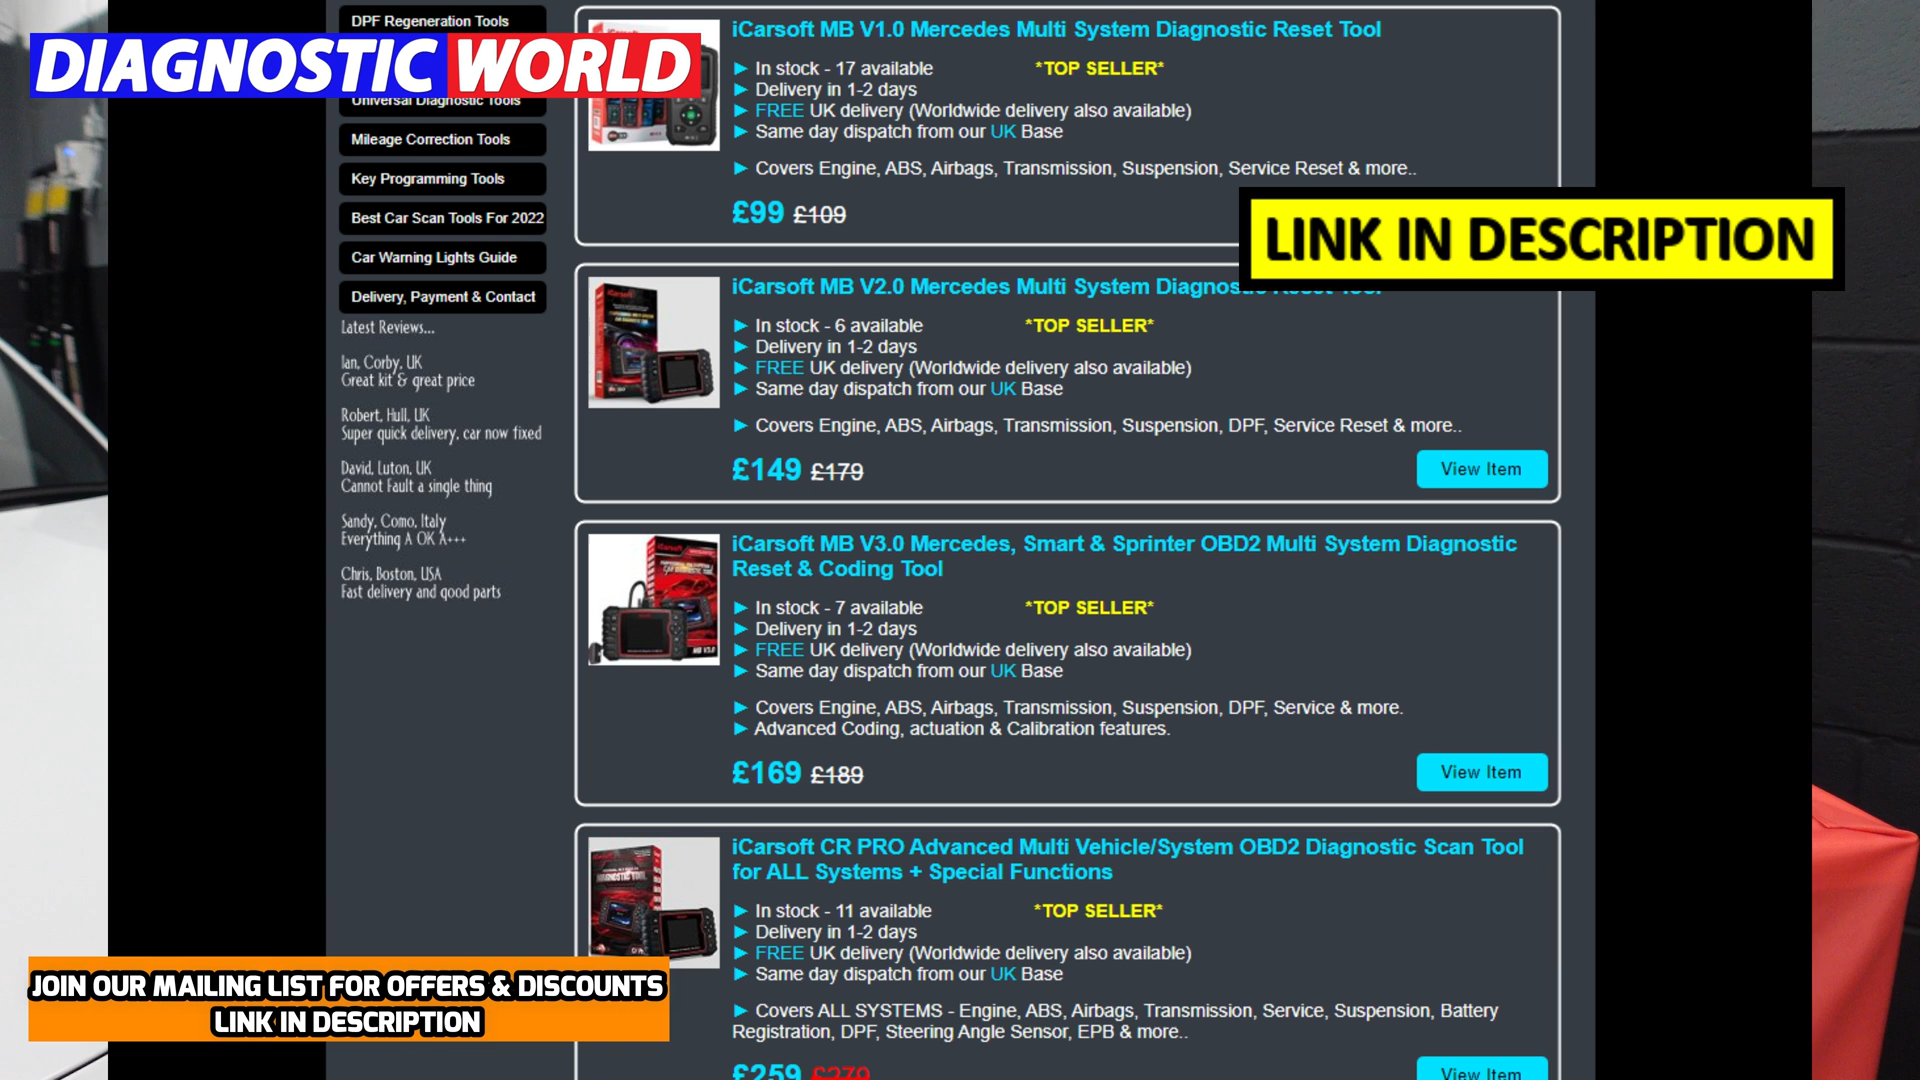 DPF Regeneration Tools
DIAGNOSTIC WORLD
Universal Diagnostic Tools
Mileage Correction Tools
Key Programming Tools
Best Car Scan Tools For 2022
Car Warning Lights Guide
Delivery, Payment & Contact
Latest Reviews...
Ian, Corby, UK
Great kit & great price
Robert, Hull, UK
Super quick delivery, car now fixed
David, Luton, UK
Cannot Fault a single thing
Sandy, Como, Italy
Everything A OK A+++
Chris, Boston, USA
Fast delivery and good parts
iCarsoft MB V1.0 Mercedes Multi System Diagnostic Reset Tool
► In stock - 17 available *TOP SELLER*
► Delivery in 1-2 days
► FREE UK delivery (Worldwide delivery also available)
► Same day dispatch from our UK Base
► Covers Engine, ABS, Airbags, Transmission, Suspension, Service Reset & more..
£99 £109
LINK IN DESCRIPTION
iCarsoft MB V2.0 Mercedes Multi System Diagnostic Reset Tool
► In stock - 6 available *TOP SELLER*
► Delivery in 1-2 days
► FREE UK delivery (Worldwide delivery also available)
► Same day dispatch from our UK Base
► Covers Engine, ABS, Airbags, Transmission, Suspension, DPF, Service Reset & more..
£149 £179
View Item
iCarsoft MB V3.0 Mercedes, Smart & Sprinter OBD2 Multi System Diagnostic
Reset & Coding Tool
► In stock - 7 available *TOP SELLER*
► Delivery in 1-2 days
► FREE UK delivery (Worldwide delivery also available)
► Same day dispatch from our UK Base
► Covers Engine, ABS, Airbags, Transmission, Suspension, DPF, Service & more.
► Advanced Coding, actuation & Calibration features.
£169 £189
View Item
iCarsoft CR PRO Advanced Multi Vehicle/System OBD2 Diagnostic Scan Tool
for ALL Systems + Special Functions
► In stock - 11 available *TOP SELLER*
► Delivery in 1-2 days
► FREE UK delivery (Worldwide delivery also available)
► Same day dispatch from our UK Base
► Covers ALL SYSTEMS - Engine, ABS, Airbags, Transmission, Service, Suspension, Battery
Registration, DPF, Steering Angle Sensor, EPB & more..
£259 £279
View Item
JOIN OUR MAILING LIST FOR OFFERS & DISCOUNTS
LINK IN DESCRIPTION